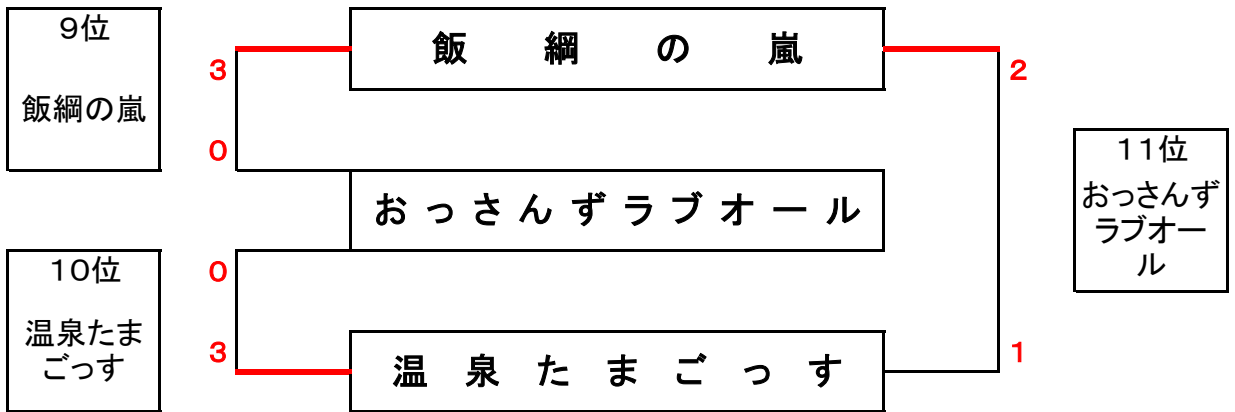 ９位
飯綱の嵐
10位
温泉たま
ごっす
3
0
0
3
飯綱の嵐
おっさんずラブオール
温泉たまごっす
2
1
11位
おっさんず
ラブオー
ル